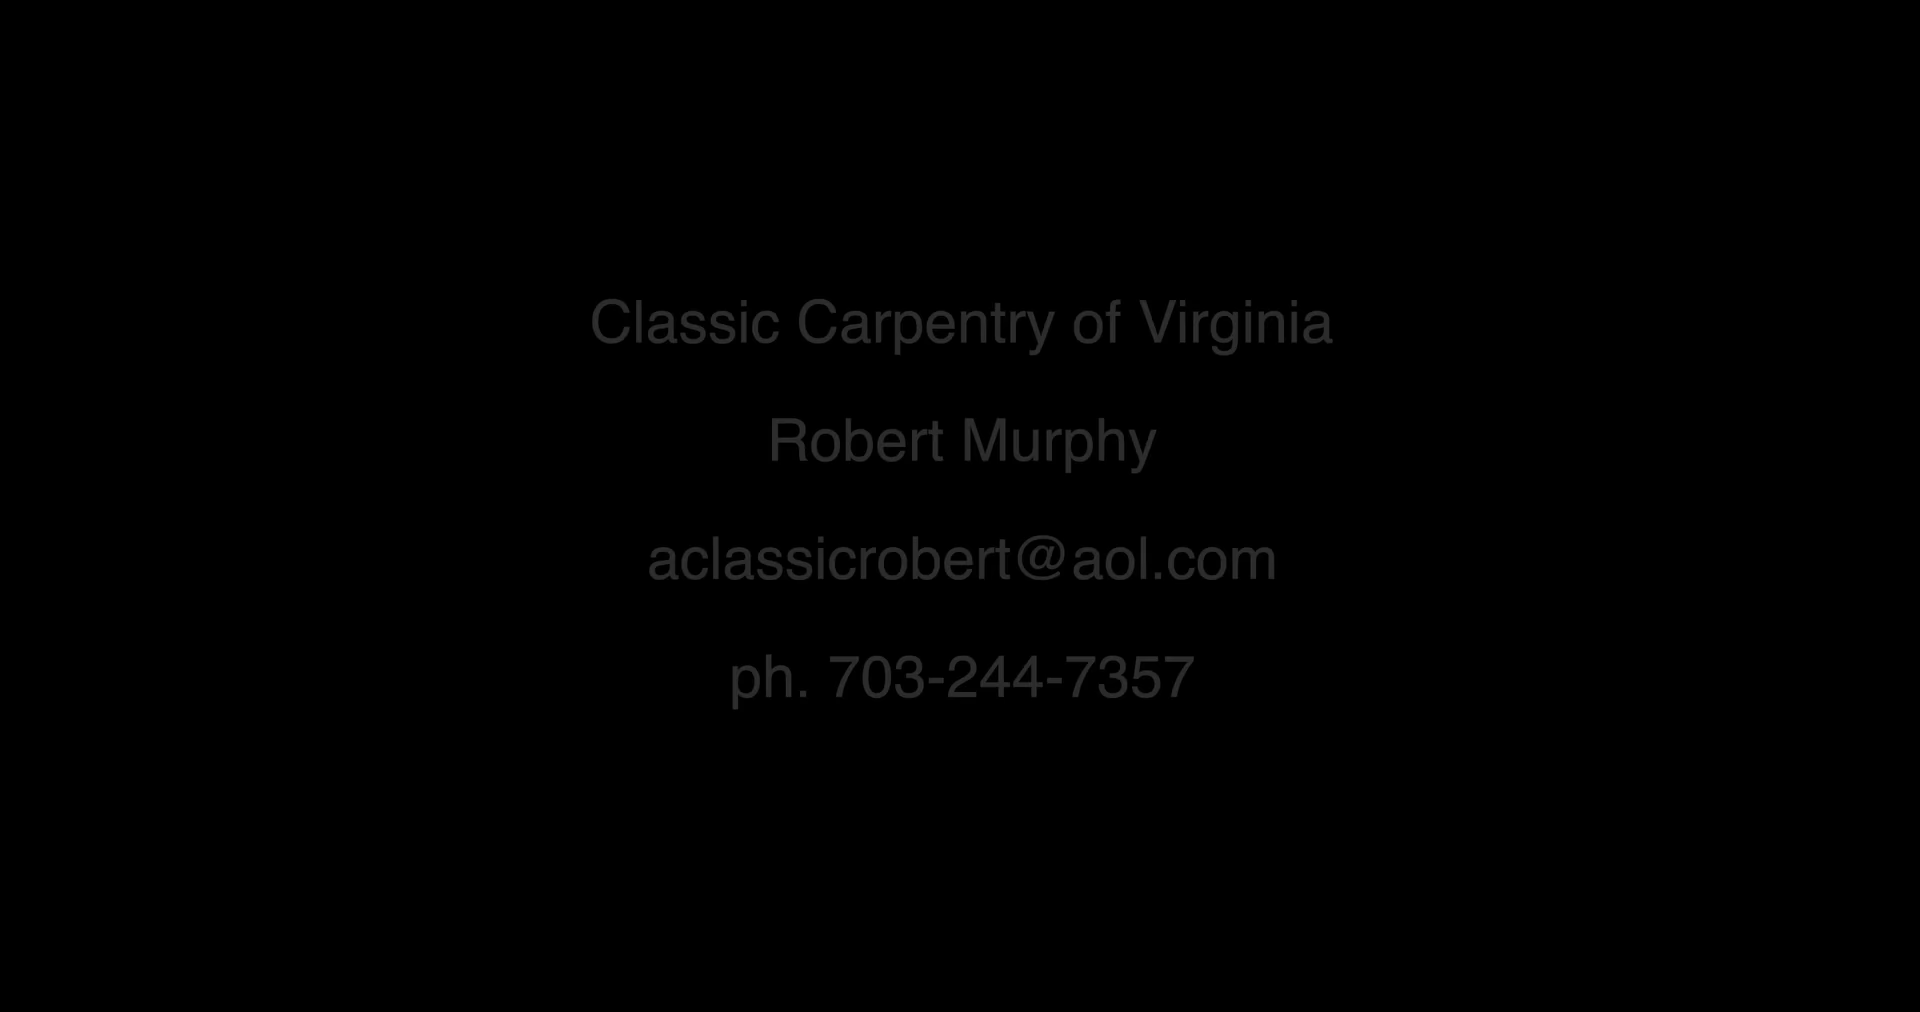 Classic Carpentry of Virginia
Robert Murphy
aclassicrobert@aol.com
ph. 703-244-7357